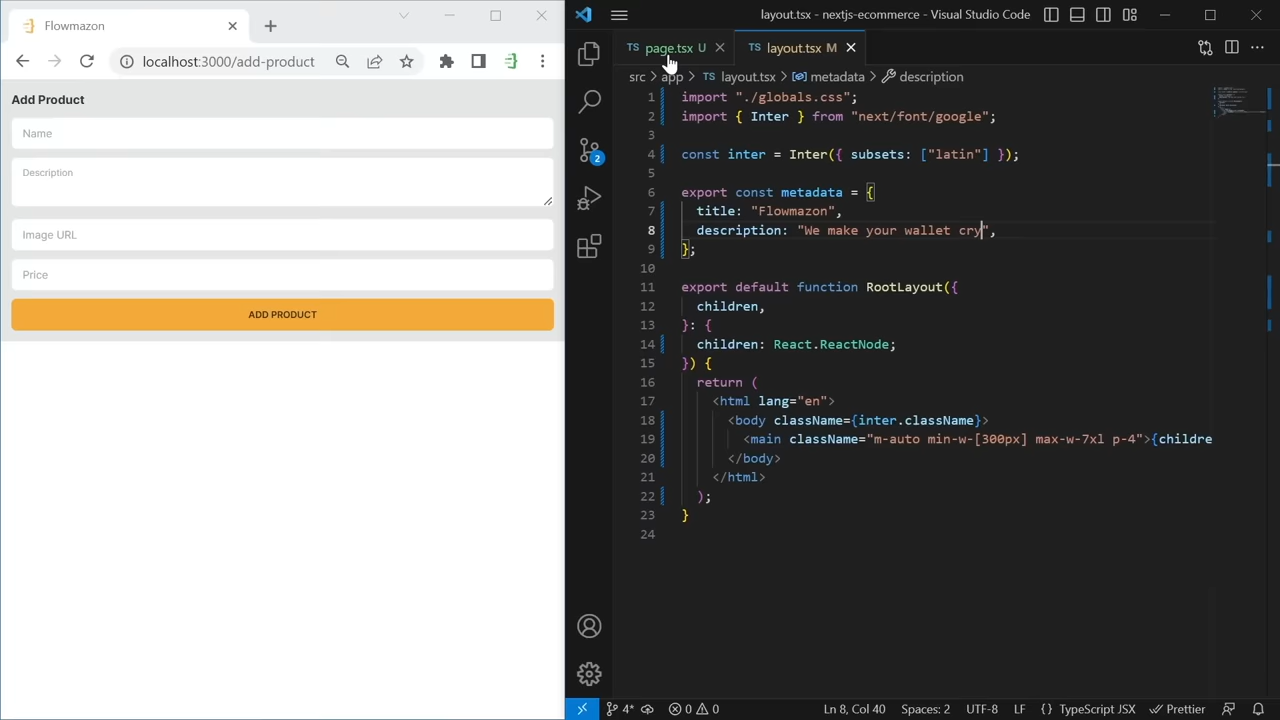 Flowmazon
localhost:3000/add-product
Add Product
Name
Description
Image URL
Price
ADD PRODUCT
layout.tsx - nextjs-ecommerce - Visual Studio Code
TS page.tsx U
TS layout.tsx M
src > app > TS layout.tsx > metadata > description
2
1 import "./globals.css";
2 import { Inter } from "next/font/google";
3
4 const inter = Inter({ subsets: ["latin"] });
5
6 export const metadata = {
7 title: "Flowmazon",
8 description: "We make your wallet cry",
9 };
10
11 export default function RootLayout({
12 children,
13 }: {
14 children: React.ReactNode;
15 }) {
16 return (
17 <html lang="en">
18 <body className={inter.className}>
19 <main className="m-auto min-w-[300px] max-w-7xl p-4">{childre
20 </body>
21 </html>
22 );
23 }
24
4* 0 0 Ln 8, Col 40 Spaces: 2 UTF-8 LF {} TypeScript JSX Prettier